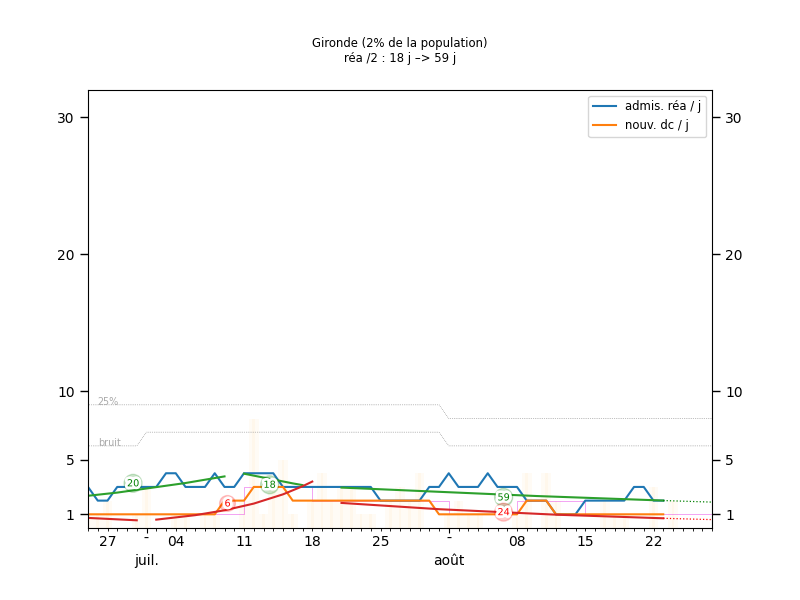 Gironde (2% de la population)
réa /2 : 18 j –> 59 j
admis. réa / j
nouv. dc / j
30 30
20 20
10 10
25%
bruit
5 5
20 18 59
6 24
1 1
27 - 04 11 18 25 - 08 15 22
juil. août